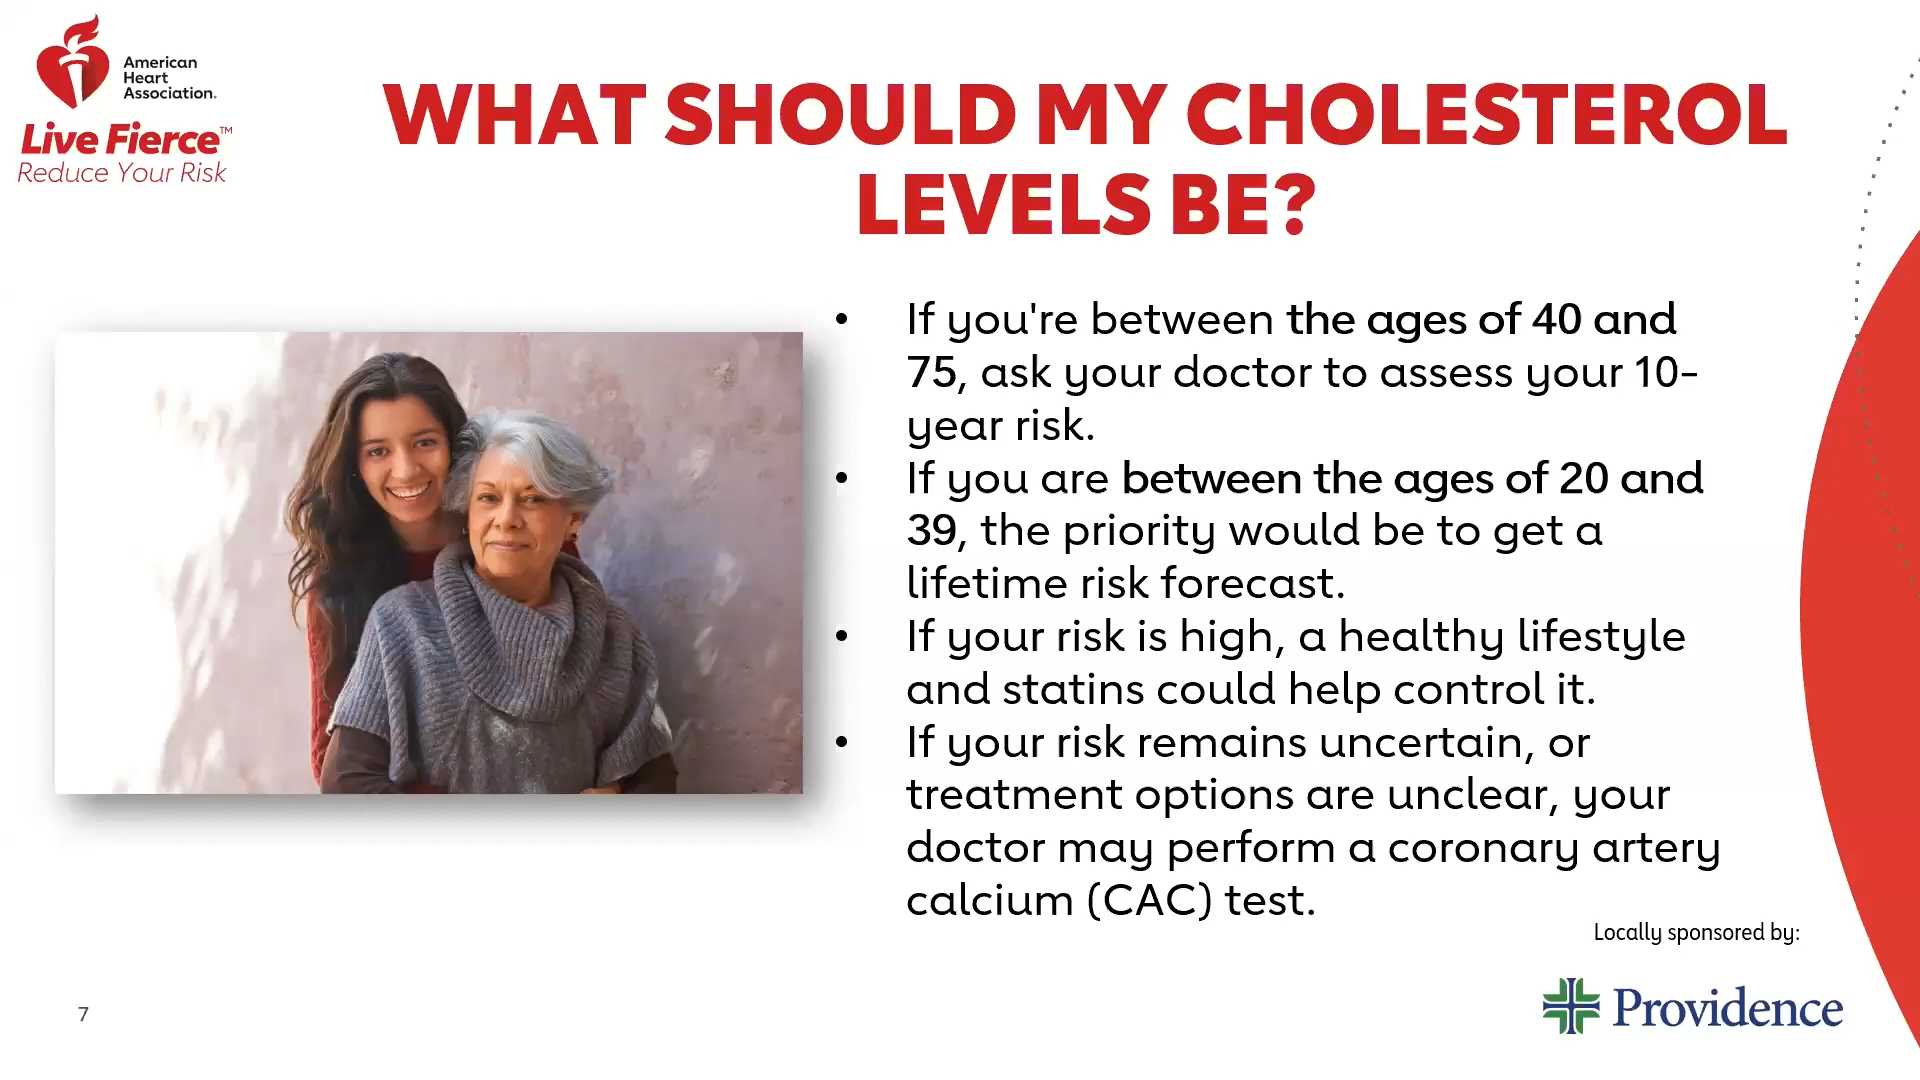 American
Heart
Association.
Live Fierce™
Reduce Your Risk
WHAT SHOULD MY CHOLESTEROL
LEVELS BE?
• If you're between the ages of 40 and
75, ask your doctor to assess your 10-
year risk.
• If you are between the ages of 20 and
39, the priority would be to get a
lifetime risk forecast.
• If your risk is high, a healthy lifestyle
and statins could help control it.
• If your risk remains uncertain, or
treatment options are unclear, your
doctor may perform a coronary artery
calcium (CAC) test.
Locally sponsored by:
Providence
7